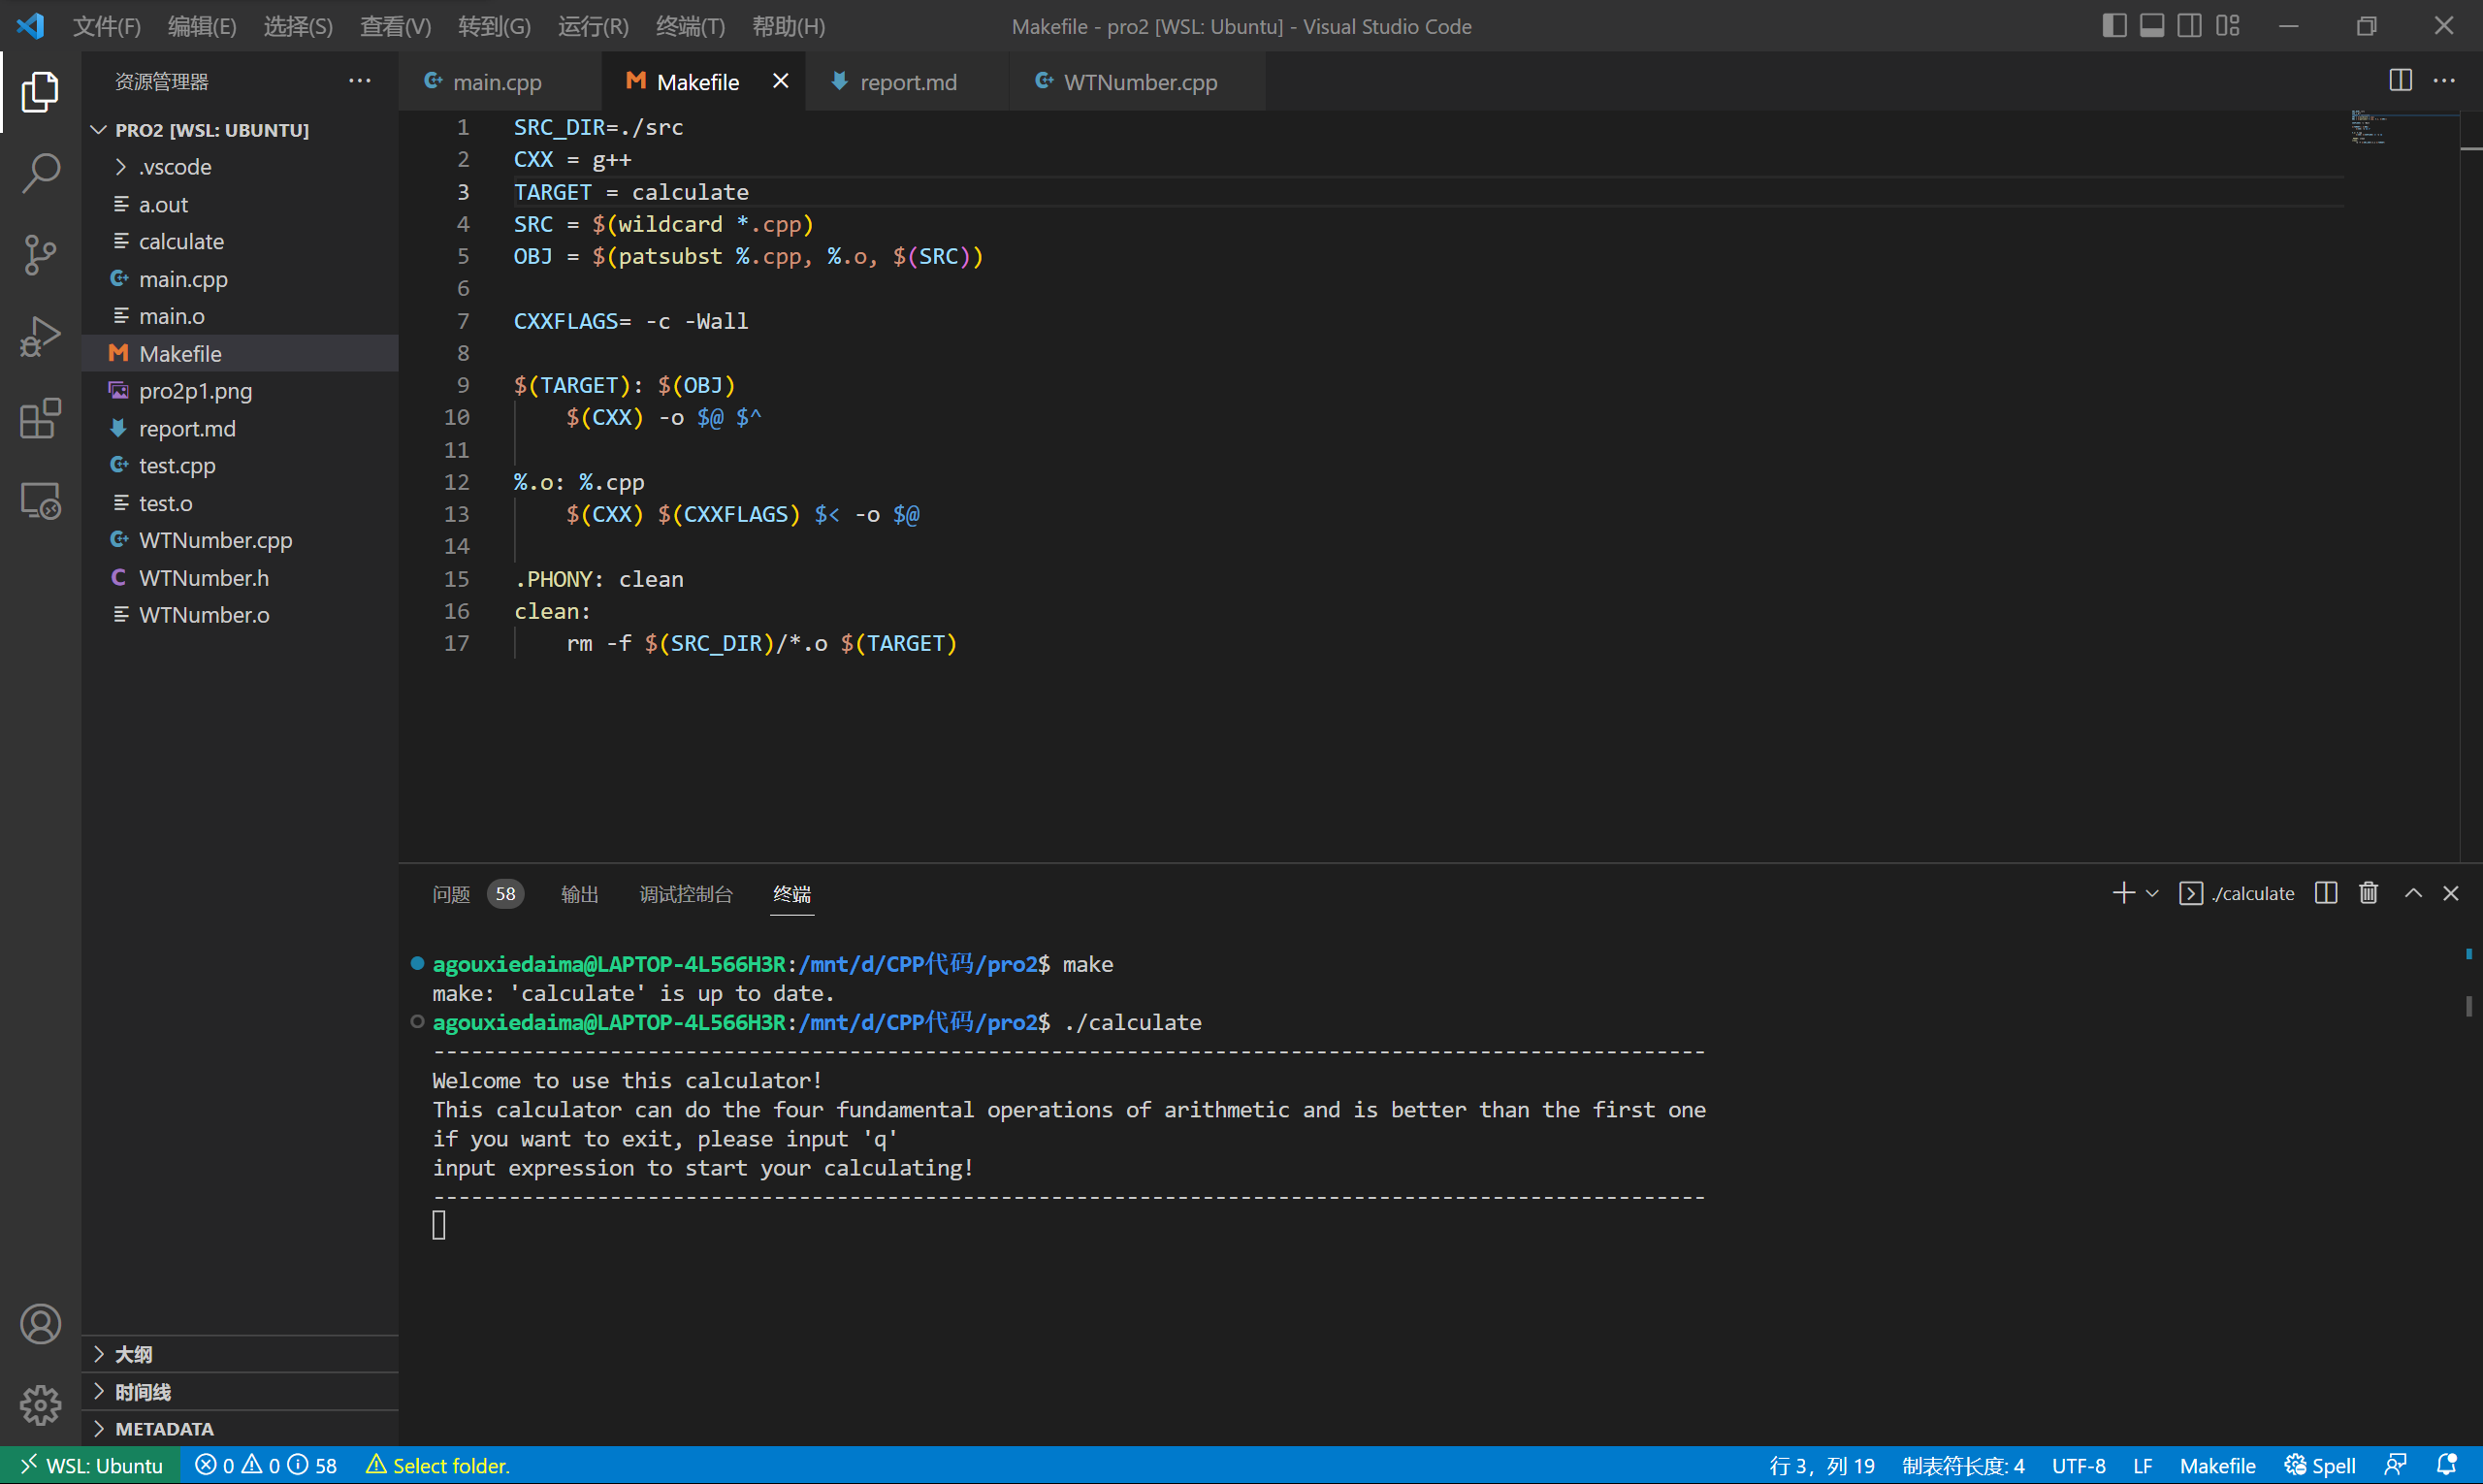 文件(F) 编辑(E) 选择(S) 查看(V) 转到(G) 运行(R) 终端(T) 帮助(H) Makefile - pro2 [WSL: Ubuntu] - Visual Studio Code
资源管理器
main.cpp Makefile report.md WTNumber.cpp
PRO2 [WSL: UBUNTU]
.vscode
a.out
calculate
main.cpp
main.o
Makefile
pro2p1.png
report.md
test.cpp
test.o
WTNumber.cpp
WTNumber.h
WTNumber.o
大纲
时间线
METADATA
1 SRC_DIR=./src
2 CXX = g++
3 TARGET = calculate
4 SRC = $(wildcard *.cpp)
5 OBJ = $(patsubst %.cpp, %.o, $(SRC))
6
7 CXXFLAGS= -c -Wall
8
9 $(TARGET): $(OBJ)
10 $(CXX) -o $@ $^
11
12 %.o: %.cpp
13 $(CXX) $(CXXFLAGS) $< -o $@
14
15 .PHONY: clean
16 clean:
17 rm -f $(SRC_DIR)/*.o $(TARGET)
问题 58 输出 调试控制台 终端 ./calculate
agouxiedaima@LAPTOP-4L566H3R:/mnt/d/CPP代码/pro2$ make
make: 'calculate' is up to date.
agouxiedaima@LAPTOP-4L566H3R:/mnt/d/CPP代码/pro2$ ./calculate
-----------------------------------------------------------------------------------------------------
Welcome to use this calculator!
This calculator can do the four fundamental operations of arithmetic and is better than the first one
if you want to exit, please input 'q'
input expression to start your calculating!
-----------------------------------------------------------------------------------------------------
WSL: Ubuntu 0 0 58 Select folder. 行 3，列 19 制表符长度: 4 UTF-8 LF Makefile Spell